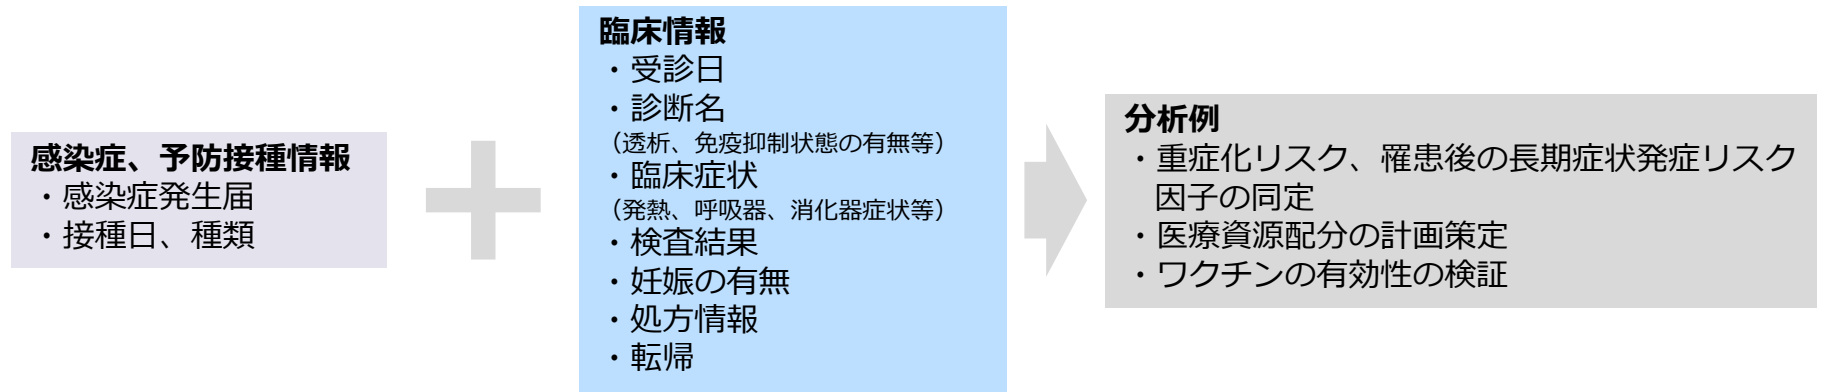 感染症、予防接種情報
・感染症発生届
・接種日、種類
臨床情報
・受診日
・診断名
（透析、免疫抑制状態の有無等）
・臨床症状
（発熱、呼吸器、消化器症状等）
・検査結果
・妊娠の有無
・処方情報
・転帰
分析例
・重症化リスク、罹患後の長期症状発症リスク
因子の同定
・医療資源配分の計画策定
・ワクチンの有効性の検証